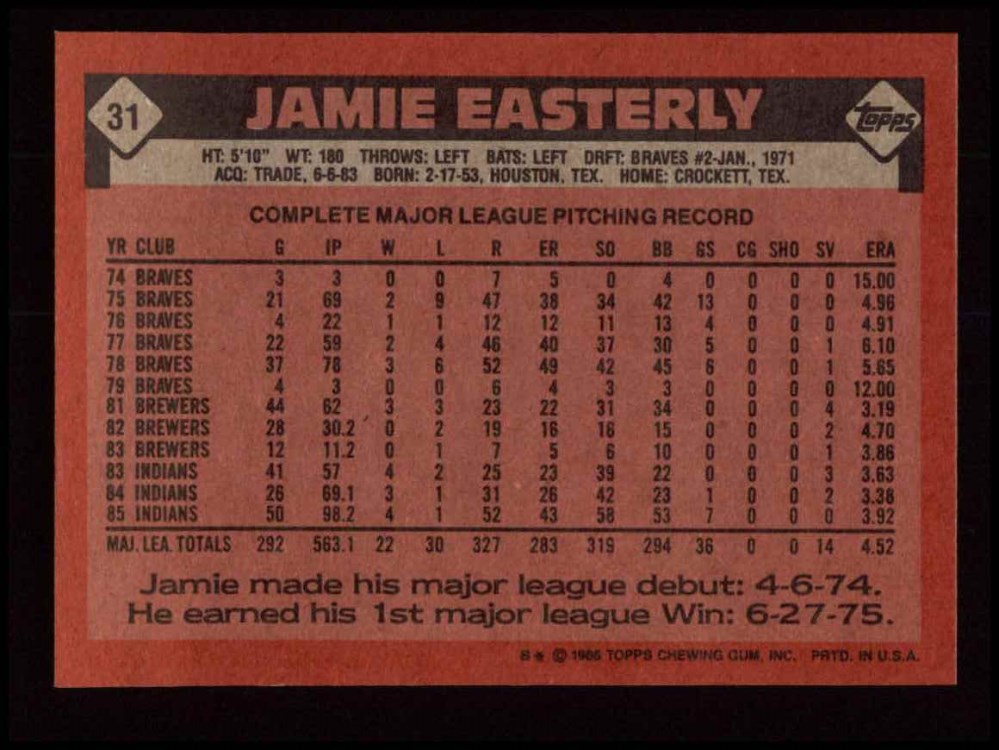 31 JAMIE EASTERLY Topps
HT: 5'10" WT: 180 THROWS: LEFT BATS: LEFT DRFT: BRAVES #2-JAN., 1971
ACQ: TRADE, 6-6-83 BORN: 2-17-53, HOUSTON, TEX. HOME: CROCKETT, TEX.
COMPLETE MAJOR LEAGUE PITCHING RECORD
YR CLUB G IP W L R ER SO BB GS CG SHO SV ERA
74 BRAVES 3 3 0 0 7 5 0 4 0 0 0 0 15.00
75 BRAVES 21 69 2 9 47 38 34 42 13 0 0 0 4.96
76 BRAVES 4 22 1 1 12 12 11 13 4 0 0 0 4.91
77 BRAVES 22 59 2 4 46 40 37 30 5 0 0 1 6.10
78 BRAVES 37 78 3 6 52 49 42 45 6 0 0 1 5.65
79 BRAVES 4 3 0 0 6 4 3 3 0 0 0 0 12.00
81 BREWERS 44 62 3 3 23 22 31 34 0 0 0 4 3.19
82 BREWERS 28 30.2 0 2 19 16 16 15 0 0 0 2 4.70
83 BREWERS 12 11.2 0 1 7 5 6 10 0 0 0 1 3.86
83 INDIANS 41 57 4 2 25 23 39 22 0 0 0 3 3.63
84 INDIANS 26 69.1 3 1 31 26 42 23 1 0 0 2 3.38
85 INDIANS 50 98.2 4 1 52 43 58 53 7 0 0 0 3.92
MAJ. LEA. TOTALS 292 563.1 22 30 327 283 319 294 36 0 0 14 4.52
Jamie made his major league debut: 4-6-74.
He earned his 1st major league Win: 6-27-75.
B* © 1986 TOPPS CHEWING GUM, INC. PRTD. IN U.S.A.